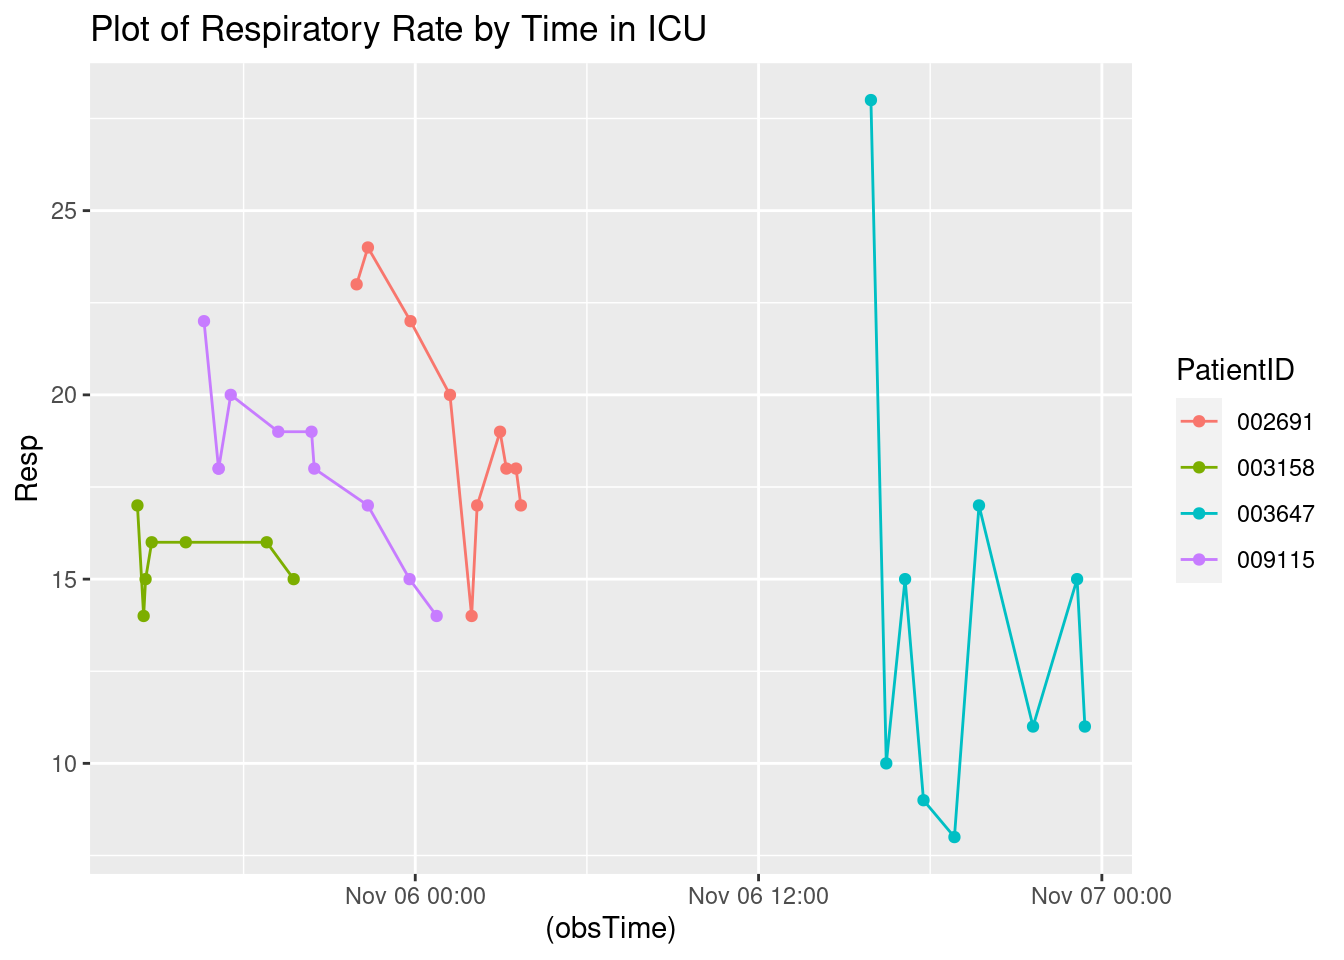 Plot of Respiratory Rate by Time in ICU
25
20
15
10
Resp
Nov 06 00:00
Nov 06 12:00
Nov 07 00:00
(obsTime)
PatientID
002691
003158
003647
009115